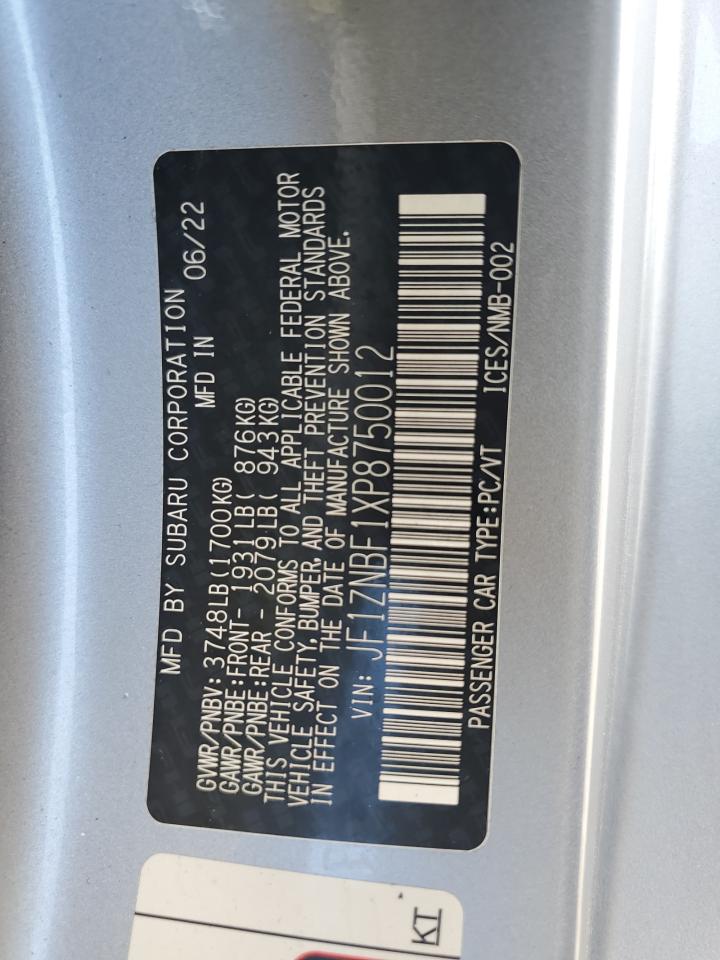 MFD BY SUBARU CORPORATION
MFD IN 06/22
GVWR/PNBV: 3748LB(1700KG)
GAWR/PNBE:FRONT- 1931LB( 876KG)
GAWR/PNBE:REAR - 2079LB( 943KG)
THIS VEHICLE CONFORMS TO ALL APPLICABLE FEDERAL MOTOR
VEHICLE SAFETY, BUMPER, AND THEFT PREVENTION STANDARDS
IN EFFECT ON THE DATE OF MANUFACTURE SHOWN ABOVE.
VIN: JF1ZNBF1XP8750012
PASSENGER CAR TYPE:PC/VT ICES/NMB-002
KT